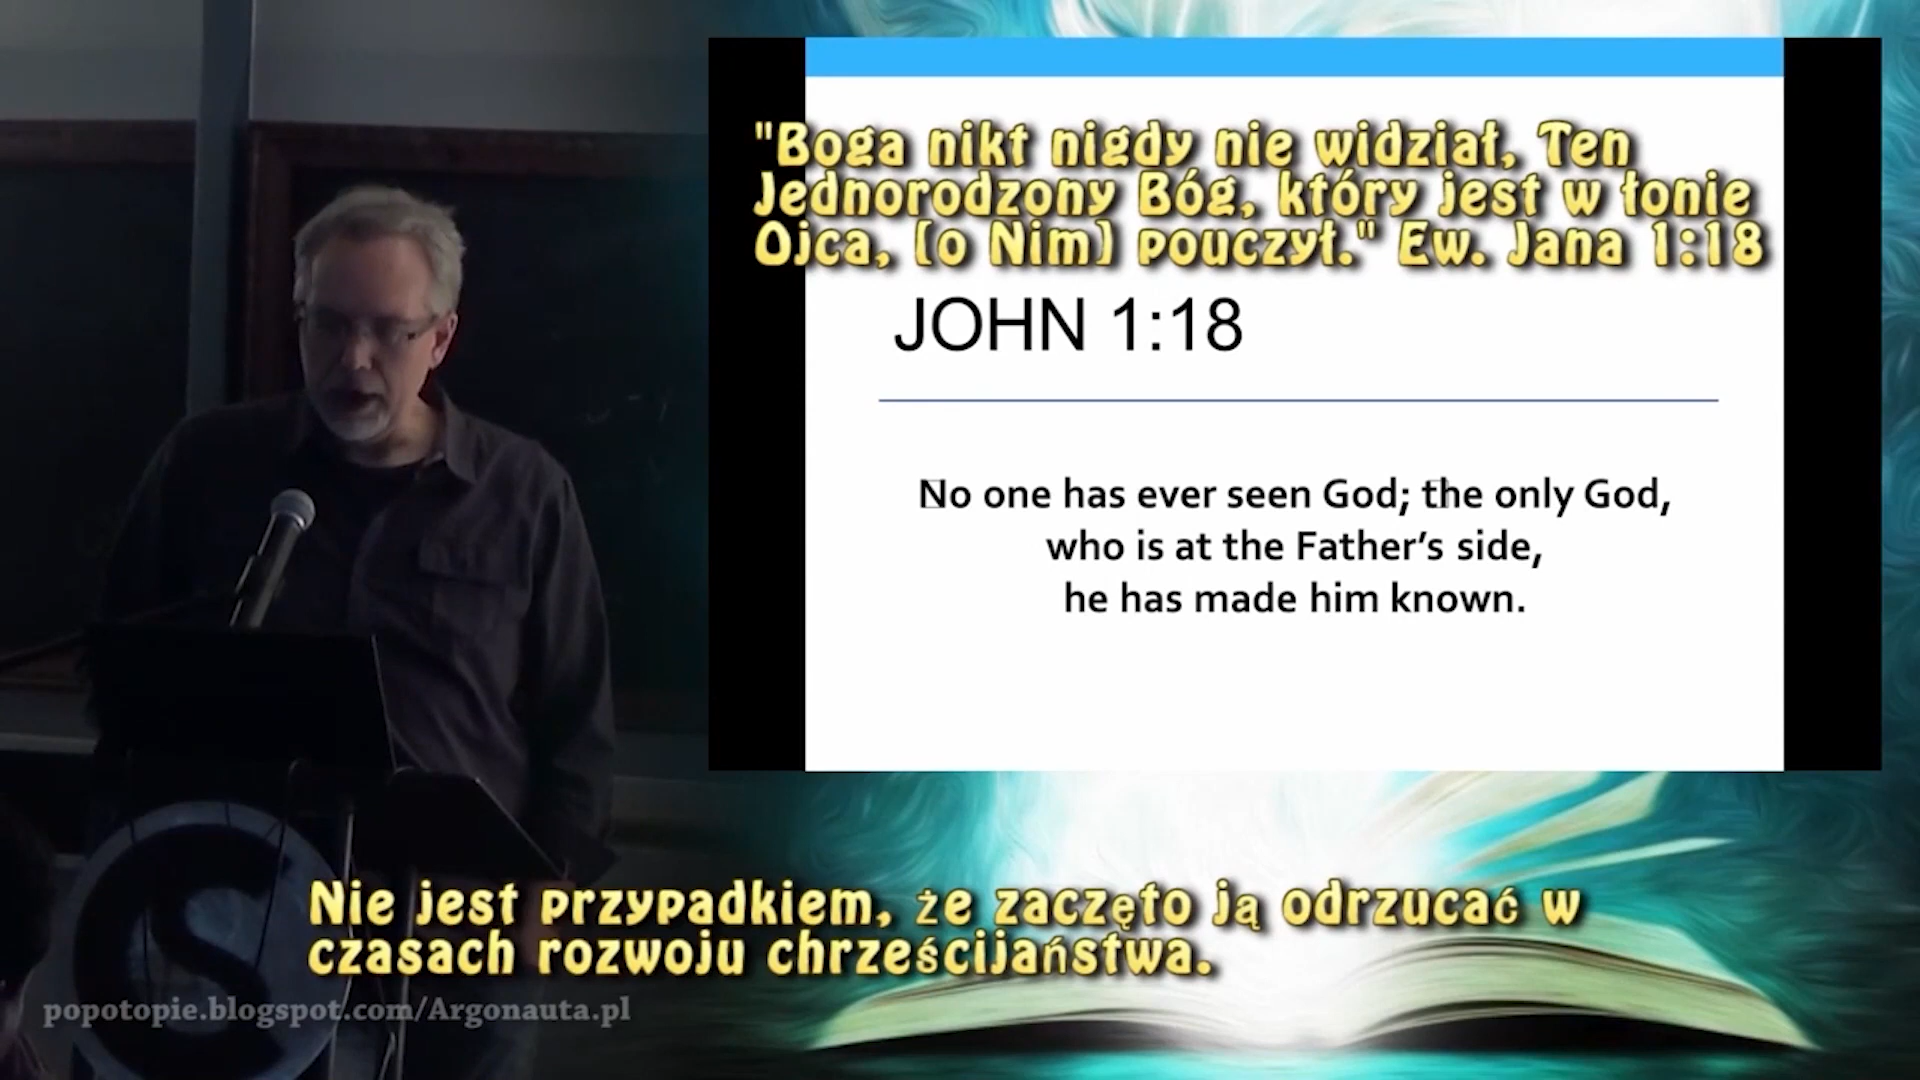 "Boga nikt nigdy nie widział, Ten
Jednorodzony Bóg, który jest w łonie
Ojca, [o Nim] pouczył." Ew. Jana 1:18
JOHN 1:18
No one has ever seen God; the only God,
who is at the Father's side,
he has made him known.
Nie jest przypadkiem, że zaczęto ją odrzucać w
czasach rozwoju chrześcijaństwa.
popotopie.blogspot.com/Argonauta.pl
S